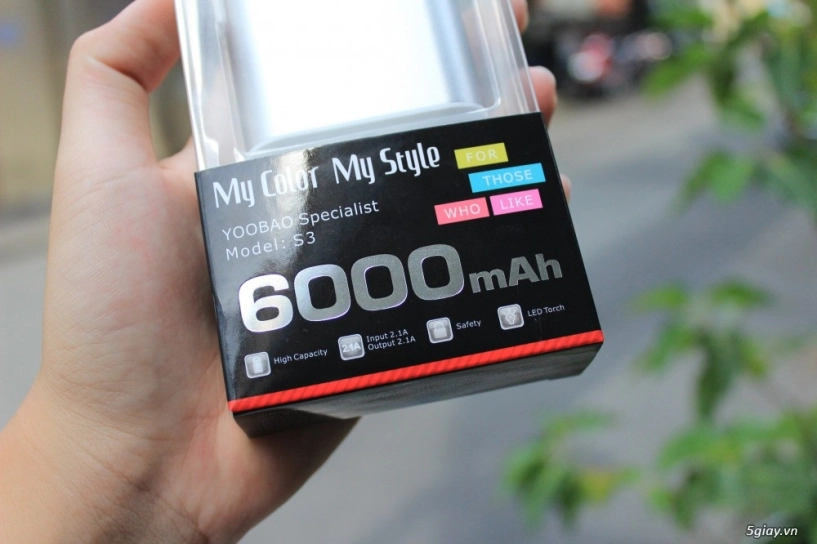 My Color My Style
FOR
THOSE
WHO LIKE
YOOBAO Specialist
Model: S3
6000mAh
High Capacity
2.1A
Input 2.1A
Output 2.1A
Safety
LED Torch
5giay.vn